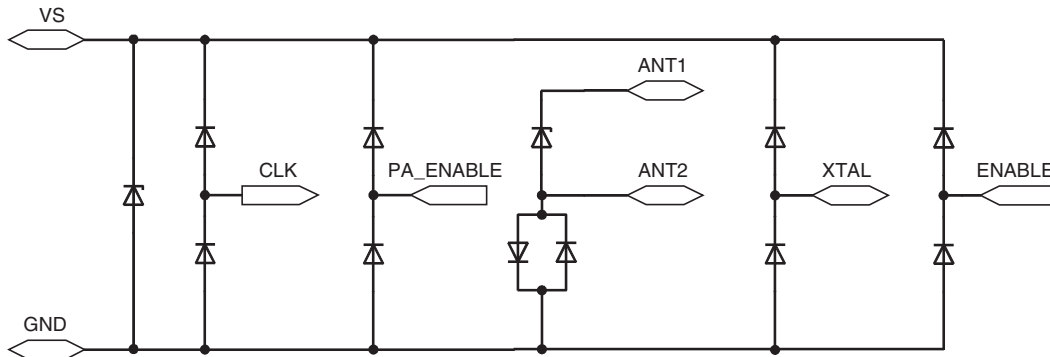 VS
ANT1
CLK
PA_ENABLE
ANT2
XTAL
ENABLE
GND